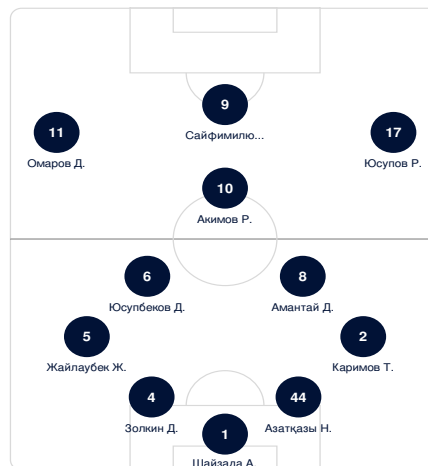 9
Сайфимилю...
11
Омаров Д.
17
Юсупов Р.
10
Акимов Р.
6
Юсупбеков Д.
8
Амантай Д.
5
Жайлаубек Ж.
2
Каримов Т.
4
Золкин Д.
44
Азатқазы Н.
1
Шайзада А.